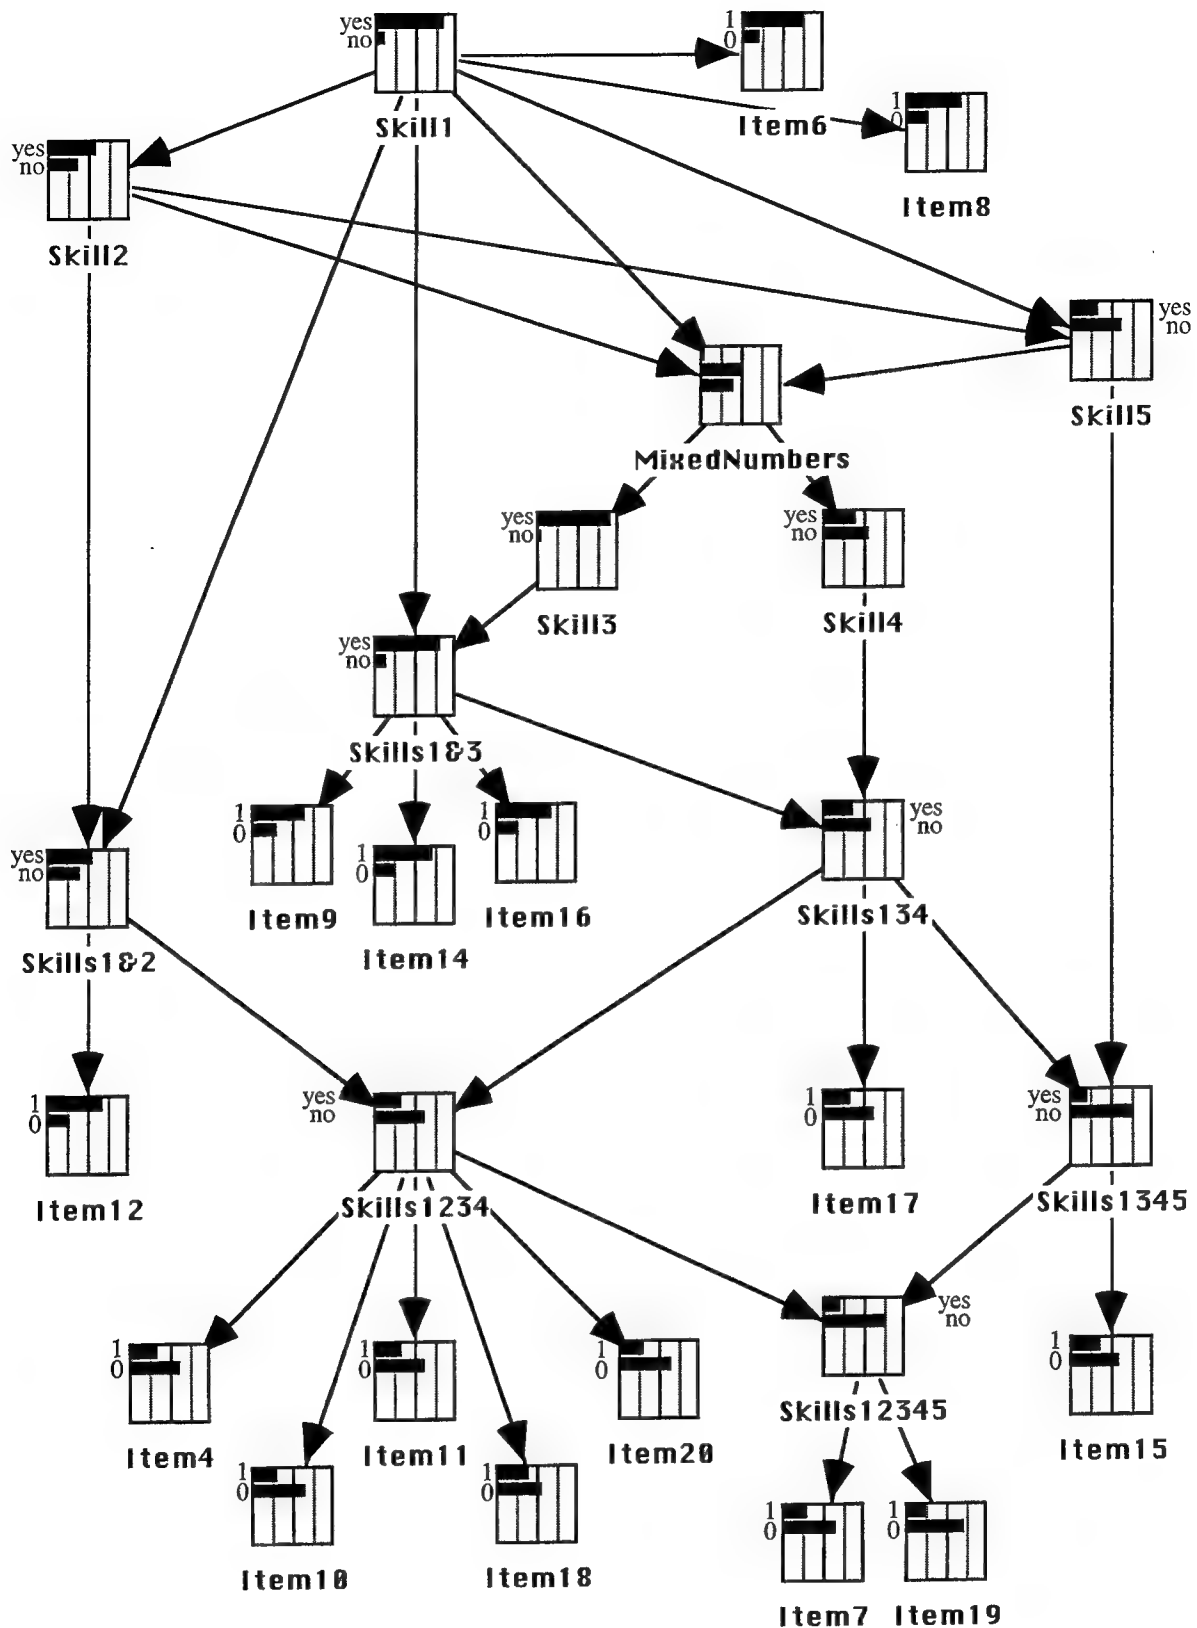 yes
no
Skill1
1
0
Item6
1
0
Item8
yes
no
Skill2
yes
no
Skill5
MixedNumbers
yes
no
Skill3
yes
no
Skill4
yes
no
Skills1&3
1
0
Item9
1
0
Item14
1
0
Item16
yes
no
Skills134
yes
no
Skills1&2
1
0
Item12
yes
no
Skills1234
1
0
Item17
yes
no
Skills1345
1
0
Item4
1
0
Item10
1
0
Item11
1
0
Item18
1
0
Item20
yes
no
Skills12345
1
0
Item15
1
0
Item7
1
0
Item19